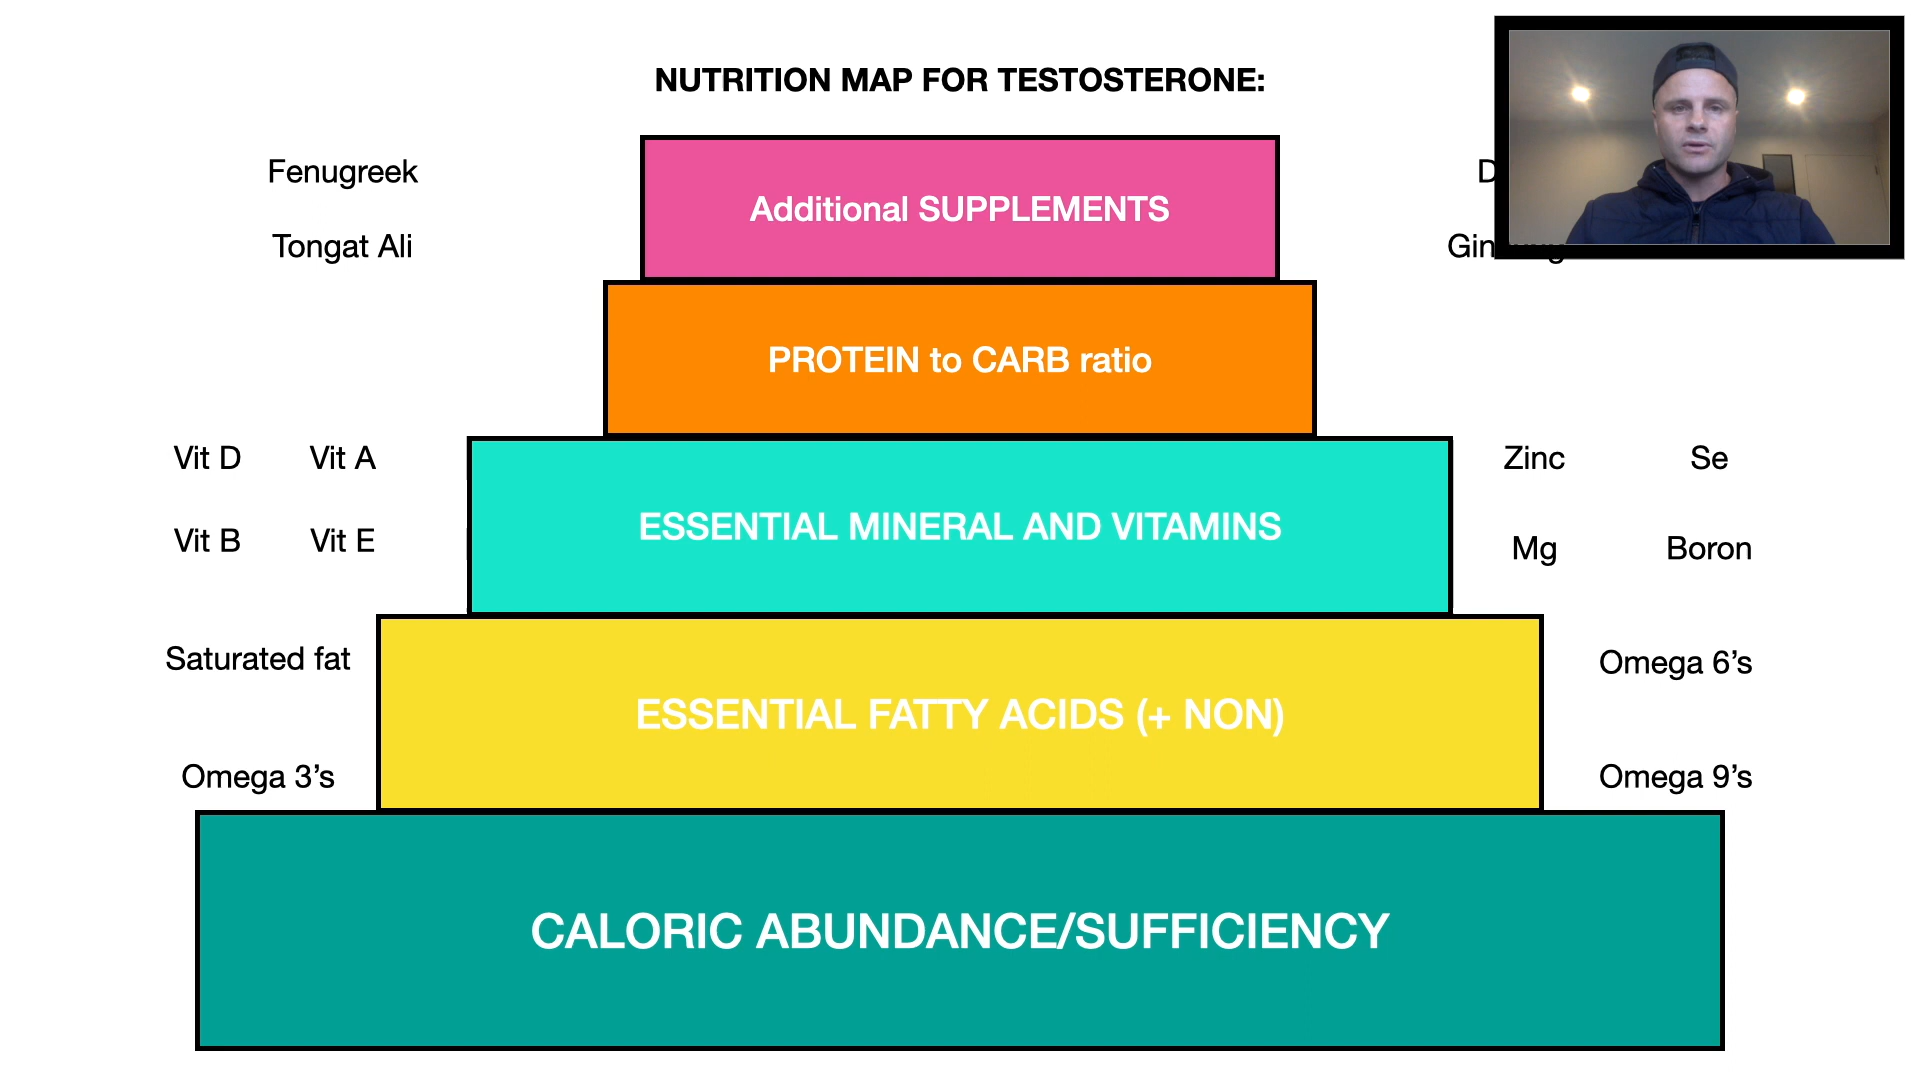 NUTRITION MAP FOR TESTOSTERONE:
Fenugreek
Additional SUPPLEMENTS
Tongat Ali
PROTEIN to CARB ratio
Vit D Vit A
Zinc Se
ESSENTIAL MINERAL AND VITAMINS
Vit B Vit E
Mg Boron
Saturated fat
Omega 6’s
ESSENTIAL FATTY ACIDS (+ NON)
Omega 3’s
Omega 9’s
CALORIC ABUNDANCE/SUFFICIENCY